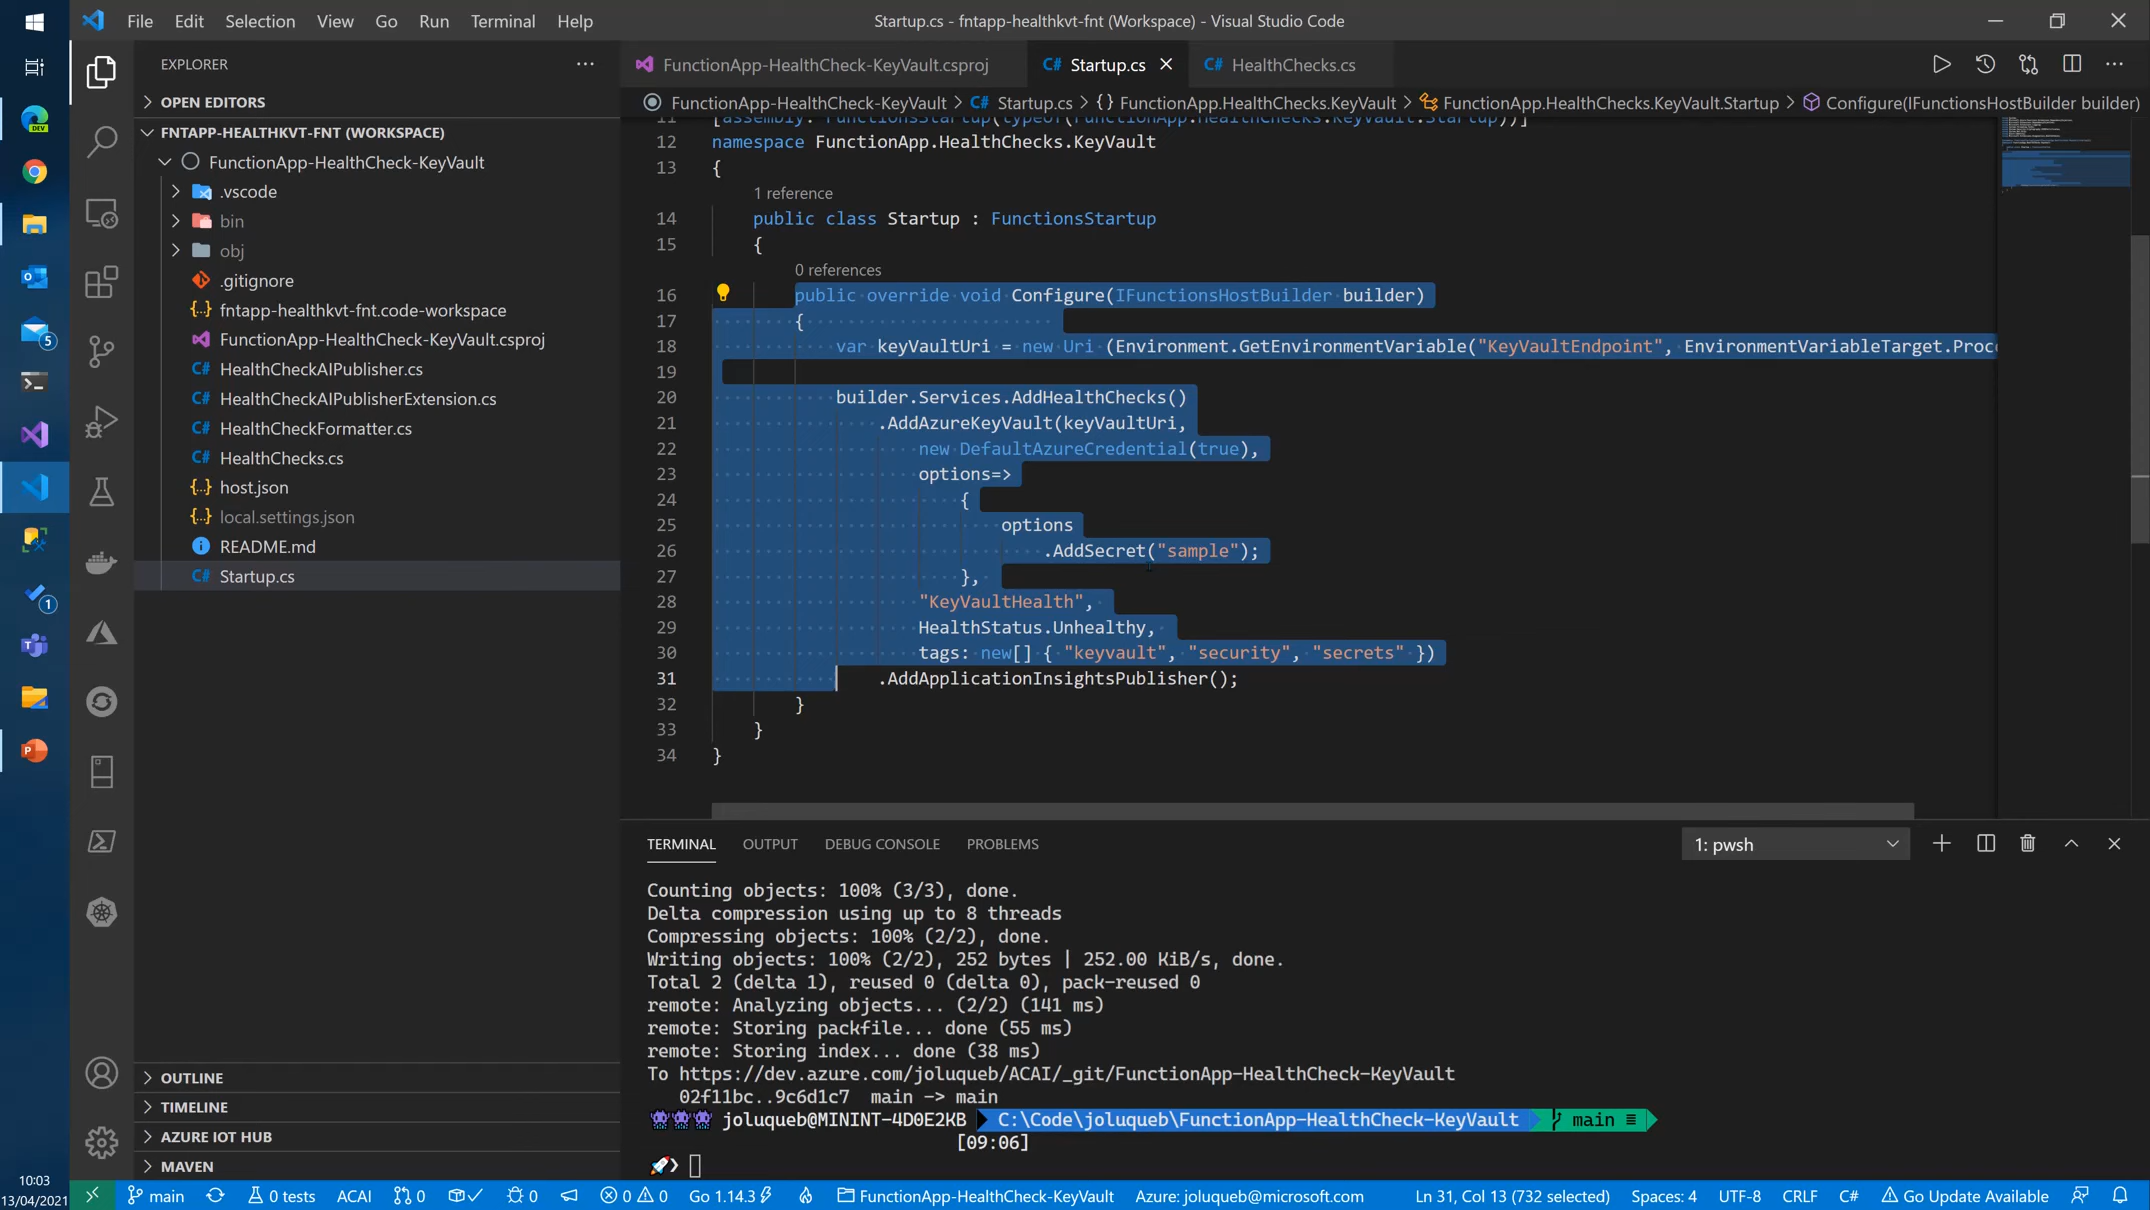 File Edit Selection View Go Run Terminal Help
Startup.cs - fntapp-healthkvt-fnt (Workspace) - Visual Studio Code
EXPLORER
OPEN EDITORS
FNTAPP-HEALTHKVT-FNT (WORKSPACE)
FunctionApp-HealthCheck-KeyVault
.vscode
bin
obj
.gitignore
fntapp-healthkvt-fnt.code-workspace
FunctionApp-HealthCheck-KeyVault.csproj
HealthCheckAIPublisher.cs
HealthCheckAIPublisherExtension.cs
HealthCheckFormatter.cs
HealthChecks.cs
host.json
local.settings.json
README.md
Startup.cs
OUTLINE
TIMELINE
AZURE IOT HUB
MAVEN
DEV
5
1
10:03
13/04/2021
FunctionApp-HealthCheck-KeyVault.csproj Startup.cs HealthChecks.cs
FunctionApp-HealthCheck-KeyVault > Startup.cs > {} FunctionApp.HealthChecks.KeyVault > FunctionApp.HealthChecks.KeyVault.Startup > Configure(IFunctionsHostBuilder builder)
11 [assembly: FunctionsStartup(typeof(FunctionApp.HealthChecks.KeyVault.Startup))]
12 namespace FunctionApp.HealthChecks.KeyVault
13 {
1 reference
14 public class Startup : FunctionsStartup
15 {
0 references
16 public override void Configure(IFunctionsHostBuilder builder)
17 {
18 var keyVaultUri = new Uri (Environment.GetEnvironmentVariable("KeyVaultEndpoint", EnvironmentVariableTarget.Proc
19
20 builder.Services.AddHealthChecks()
21 .AddAzureKeyVault(keyVaultUri,
22 new DefaultAzureCredential(true),
23 options=>
24 {
25 options
26 .AddSecret("sample");
27 },
28 "KeyVaultHealth",
29 HealthStatus.Unhealthy,
30 tags: new[] { "keyvault", "security", "secrets" })
31 .AddApplicationInsightsPublisher();
32 }
33 }
34 }
TERMINAL OUTPUT DEBUG CONSOLE PROBLEMS
1: pwsh
Counting objects: 100% (3/3), done.
Delta compression using up to 8 threads
Compressing objects: 100% (2/2), done.
Writing objects: 100% (2/2), 252 bytes | 252.00 KiB/s, done.
Total 2 (delta 1), reused 0 (delta 0), pack-reused 0
remote: Analyzing objects... (2/2) (141 ms)
remote: Storing packfile... done (55 ms)
remote: Storing index... done (38 ms)
To https://dev.azure.com/joluqueb/ACAI/_git/FunctionApp-HealthCheck-KeyVault
02f11bc..9c6d1c7 main -> main
joluqueb@MININT-4D0E2KB C:\Code\joluqueb\FunctionApp-HealthCheck-KeyVault main ≡
[09:06]
main 0 tests ACAI 0 0 0 0 Go 1.14.3 FunctionApp-HealthCheck-KeyVault Azure: joluqueb@microsoft.com Ln 31, Col 13 (732 selected) Spaces: 4 UTF-8 CRLF C# Go Update Available